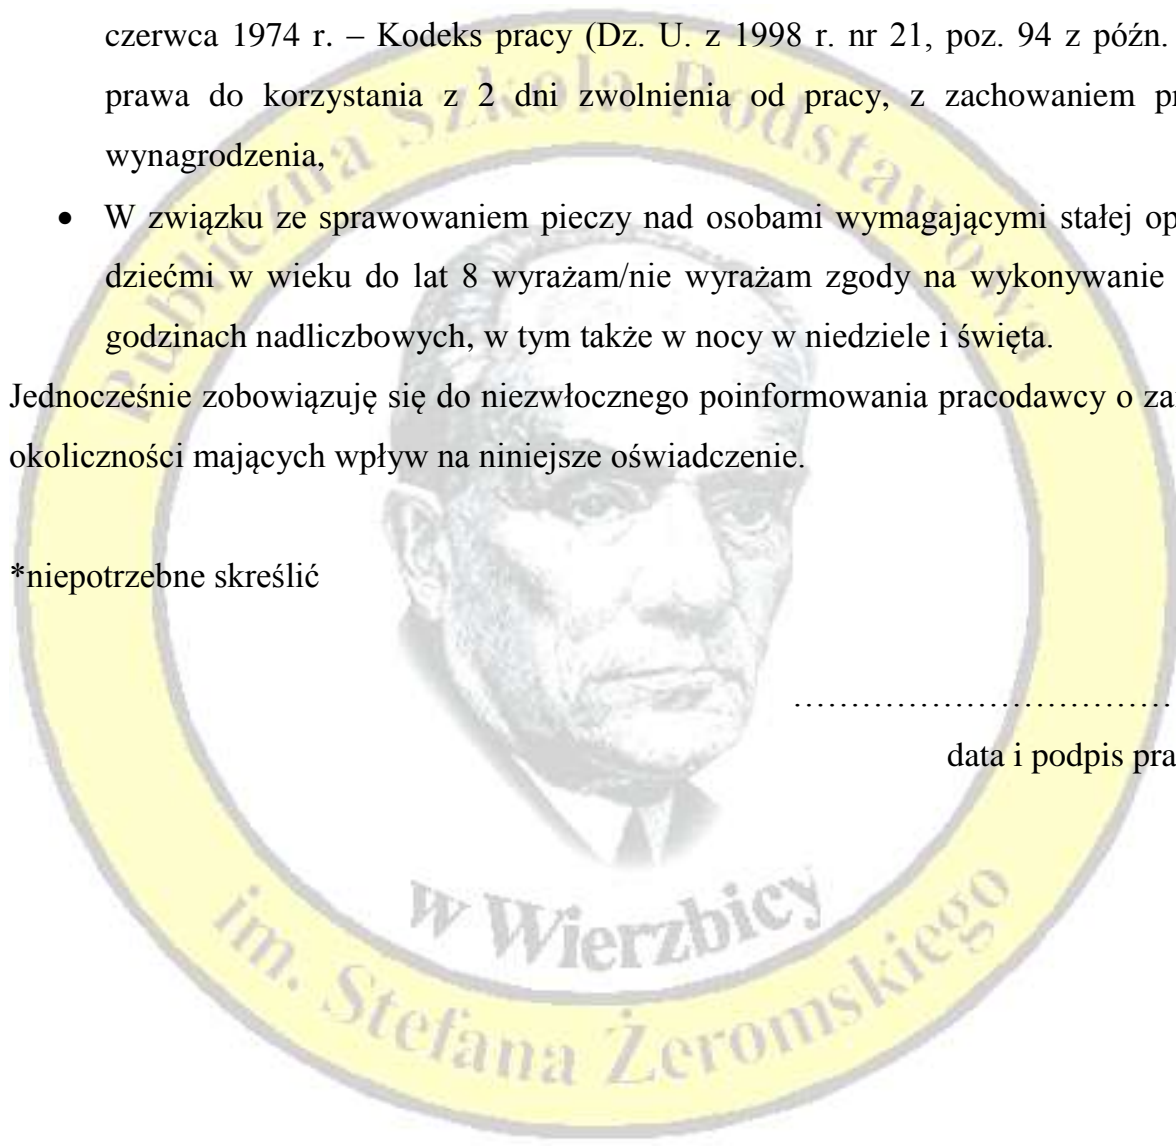 czerwca 1974 r. – Kodeks pracy (Dz. U. z 1998 r. nr 21, poz. 94 z późn.
prawa do korzystania z 2 dni zwolnienia od pracy, z zachowaniem pr
wynagrodzenia,
• W związku ze sprawowaniem pieczy nad osobami wymagającymi stałej op
dziećmi w wieku do lat 8 wyrażam/nie wyrażam zgody na wykonywanie
godzinach nadliczbowych, w tym także w nocy w niedziele i święta.
Jednocześnie zobowiązuję się do niezwłocznego poinformowania pracodawcy o za
okoliczności mających wpływ na niniejsze oświadczenie.
*niepotrzebne skreślić
……………………………
data i podpis pra
Publiczna Szkoła Podstawowa
w Wierzbicy
im. Stefana Żeromskiego